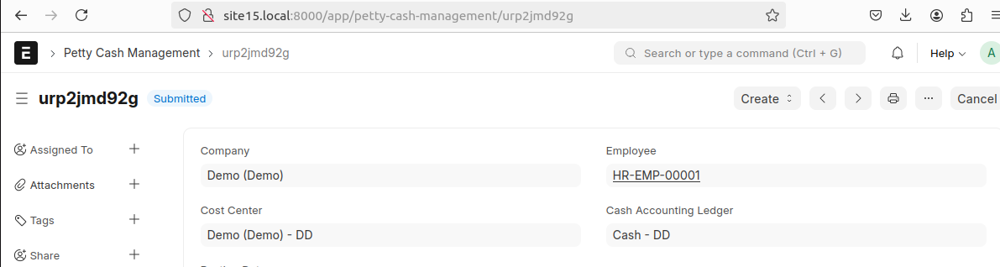 site15.local:8000/app/petty-cash-management/urp2jmd92g
E > Petty Cash Management > urp2jmd92g Search or type a command (Ctrl + G) Help A
urp2jmd92g Submitted Create ... Cancel
Assigned To +
Attachments +
Tags +
Share +
Company
Demo (Demo)
Employee
HR-EMP-00001
Cost Center
Demo (Demo) - DD
Cash Accounting Ledger
Cash - DD